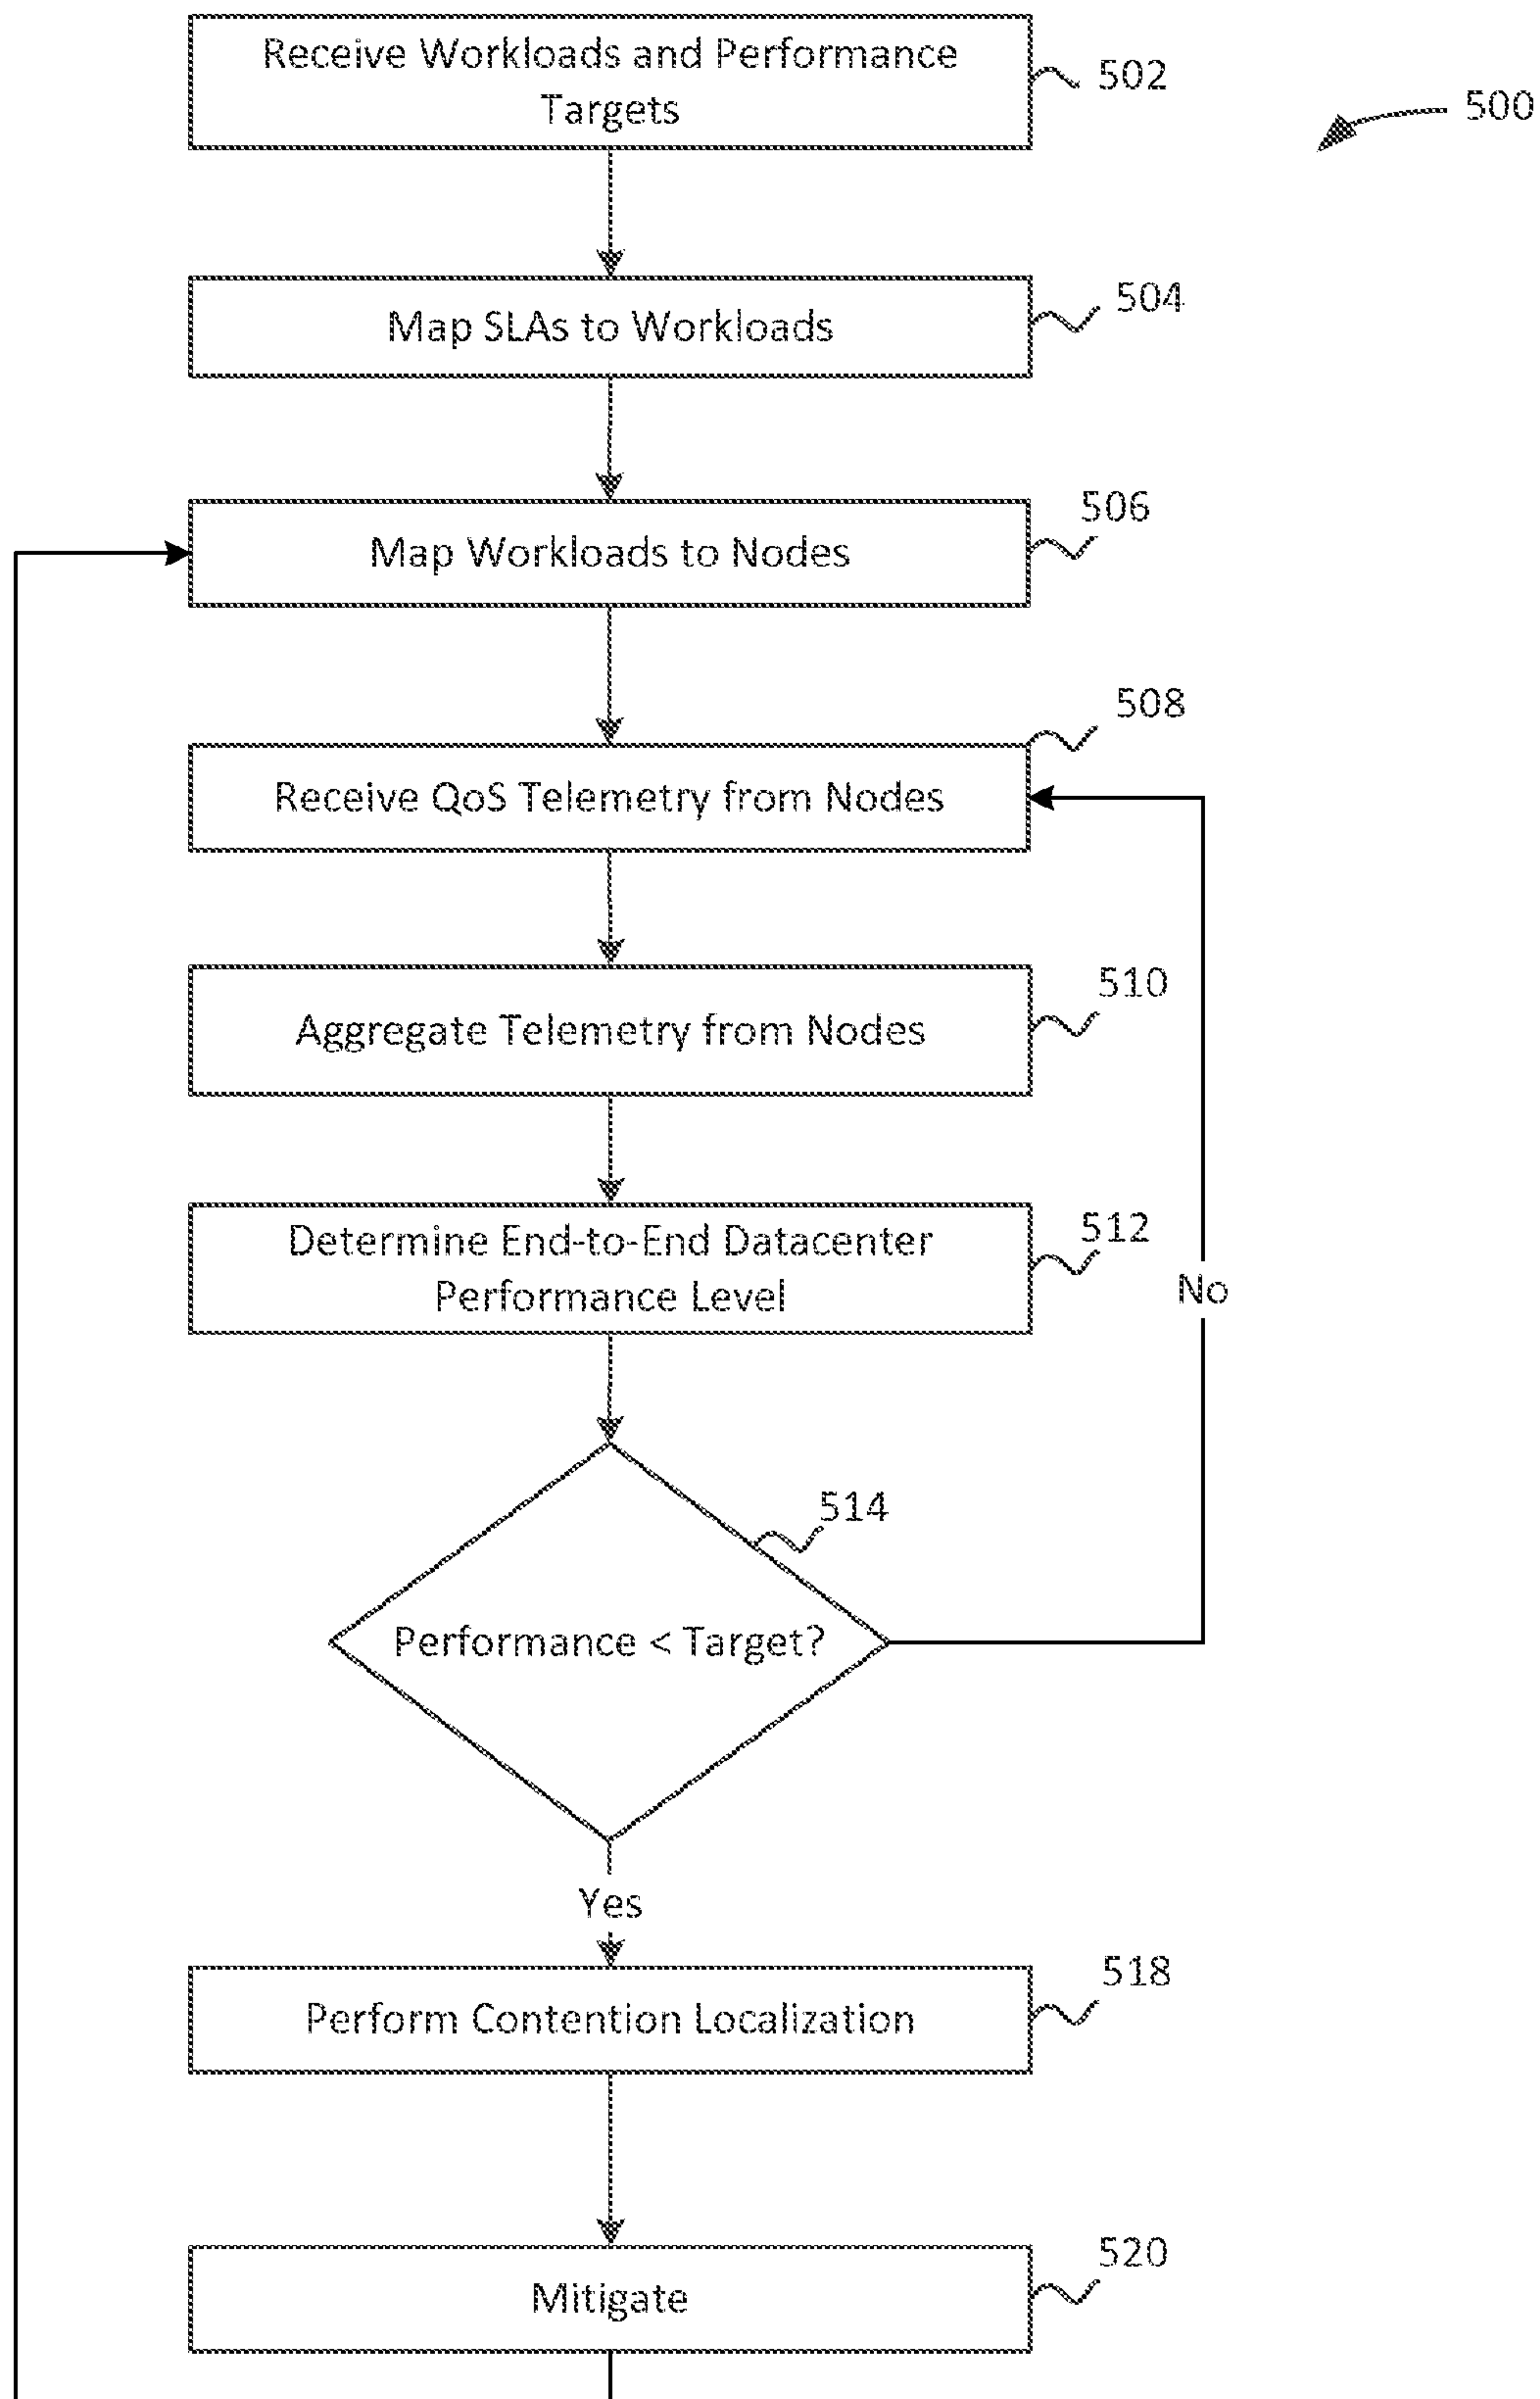 Receive Workloads and Performance
Targets
502
500
Map SLAs to Workloads
504
506
Map Workloads to Nodes
508
Receive QoS Telemetry from Nodes
510
Aggregate Telemetry from Nodes
Determine End-to-End Datacenter
Performance Level
512
No
514
Performance < Target?
Yes
518
Perform Contention Localization
520
Mitigate